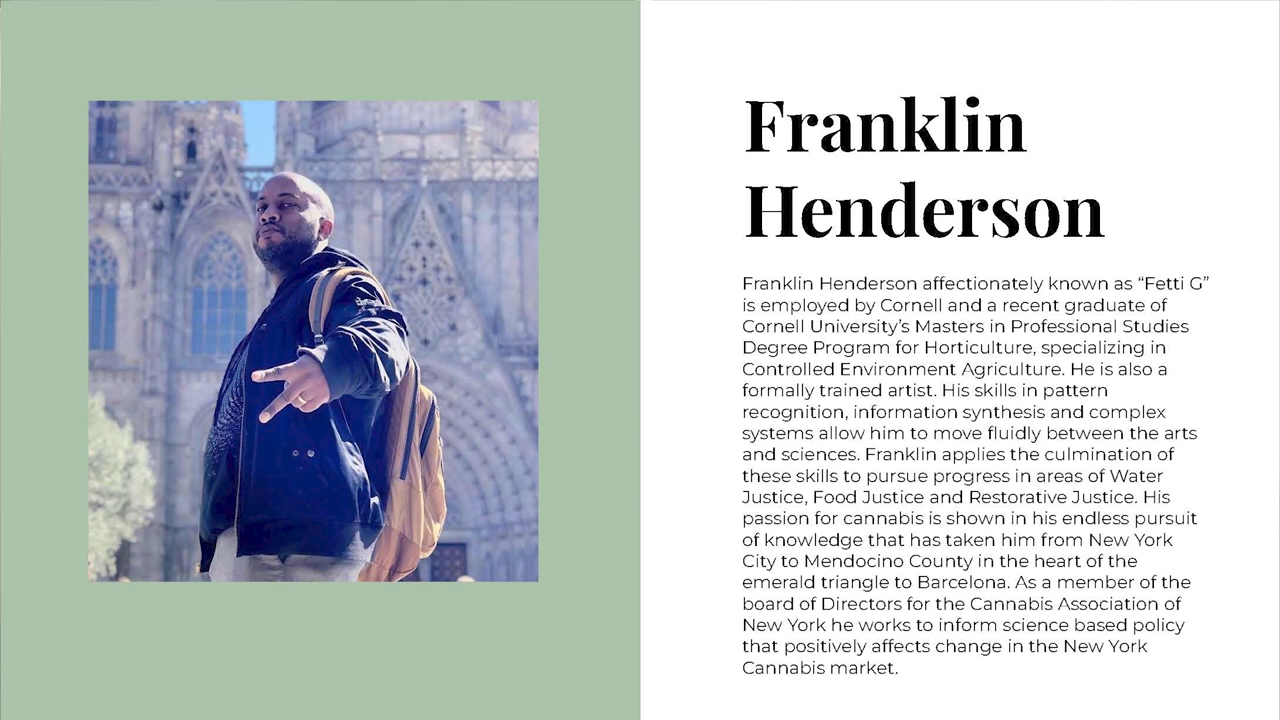 Franklin
Henderson
Franklin Henderson affectionately known as “Fetti G”
is employed by Cornell and a recent graduate of
Cornell University’s Masters in Professional Studies
Degree Program for Horticulture, specializing in
Controlled Environment Agriculture. He is also a
formally trained artist. His skills in pattern
recognition, information synthesis and complex
systems allow him to move fluidly between the arts
and sciences. Franklin applies the culmination of
these skills to pursue progress in areas of Water
Justice, Food Justice and Restorative Justice. His
passion for cannabis is shown in his endless pursuit
of knowledge that has taken him from New York
City to Mendocino County in the heart of the
emerald triangle to Barcelona. As a member of the
board of Directors for the Cannabis Association of
New York he works to inform science based policy
that positively affects change in the New York
Cannabis market.